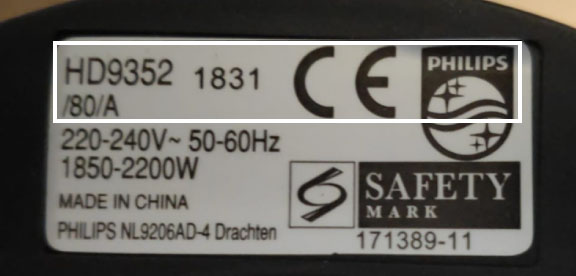 HD9352 1831 CE PHILIPS
/80/A
220-240V~ 50-60Hz
1850-2200W
MADE IN CHINA
PHILIPS NL9206AD-4 Drachten
S SAFETY
MARK
171389-11